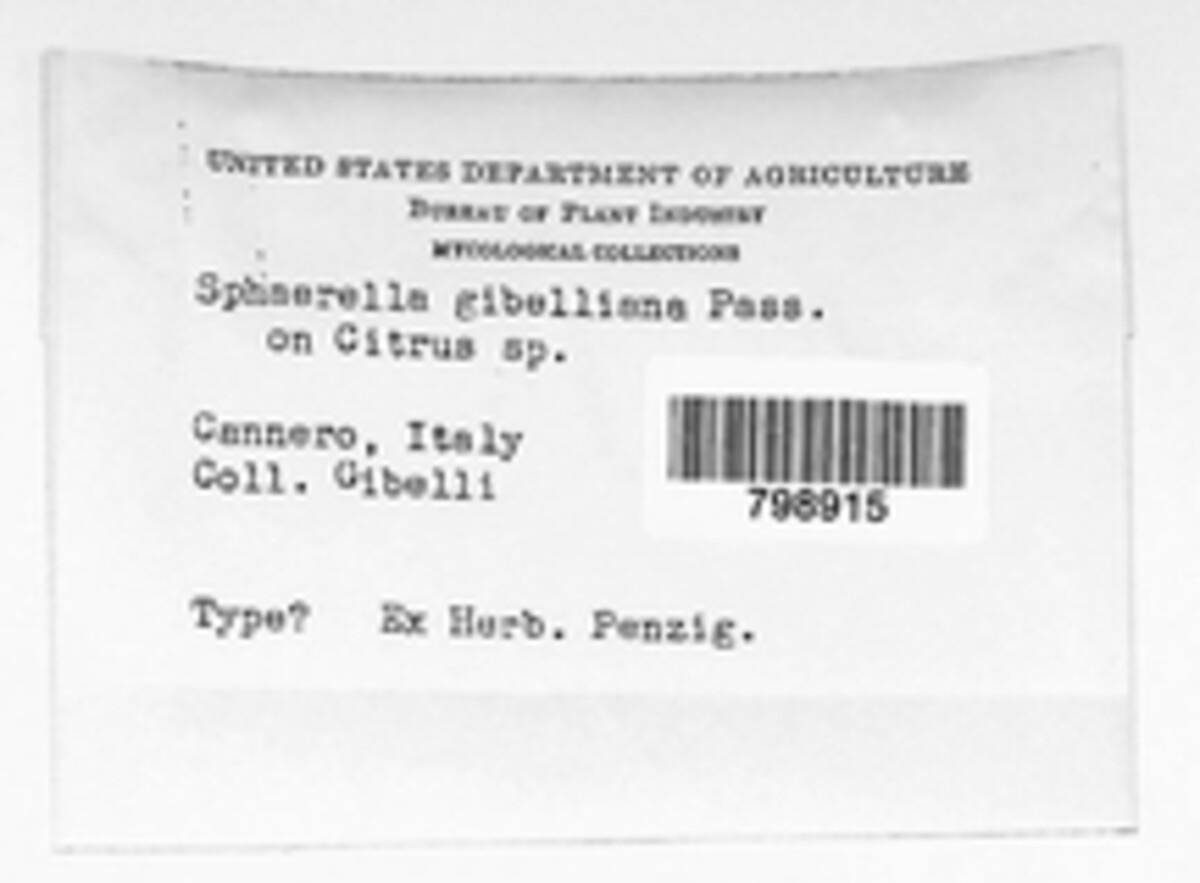 UNITED STATES DEPARTMENT OF AGRICULTURE
BUREAU OF PLANT INDUSTRY
MYCOLOGICAL COLLECTIONS
Sphaerella gibelliana Pass.
on Citrus sp.
Cannero, Italy
Coll. Gibelli
798915
Type? Ex Herb. Penzig.